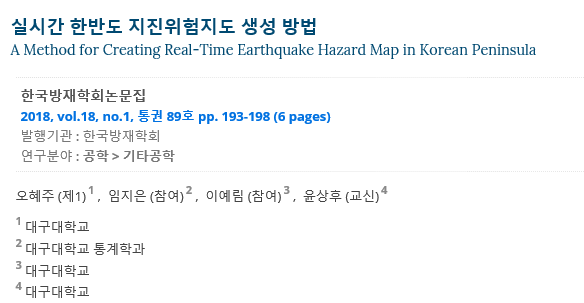 실시간 한반도 지진위험지도 생성 방법
A Method for Creating Real-Time Earthquake Hazard Map in Korean Peninsula
한국방재학회논문집
2018, vol.18, no.1, 통권 89호 pp. 193-198 (6 pages)
발행기관 : 한국방재학회
연구분야 : 공학 > 기타공학
오혜주 (제1) 1 , 임지은 (참여) 2 , 이예림 (참여) 3 , 윤상후 (교신) 4
1 대구대학교
2 대구대학교 통계학과
3 대구대학교
4 대구대학교